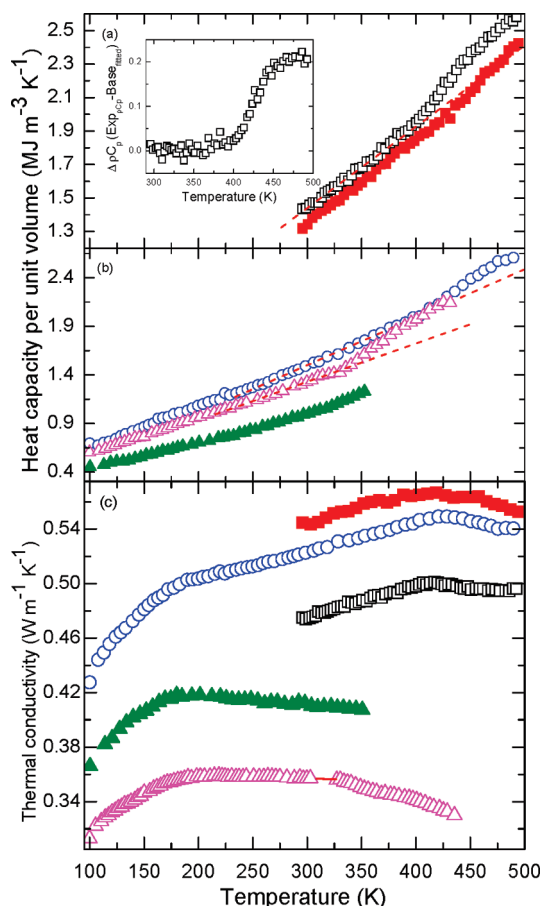 (a)
Δ ρCp (ExpρCp-Basefitted)
0.2
0.1
0.0
300 350 400 450 500
Temperature (K)
2.5
2.3
2.1
1.9
1.7
1.5
1.3
Heat capacity per unit volume (MJ m⁻³ K⁻¹)
(b)
2.4
1.9
1.4
0.9
0.4
(c)
0.54
0.50
0.46
0.42
0.38
0.34
Thermal conductivity (W m⁻¹ K⁻¹)
100 150 200 250 300 350 400 450 500
Temperature (K)